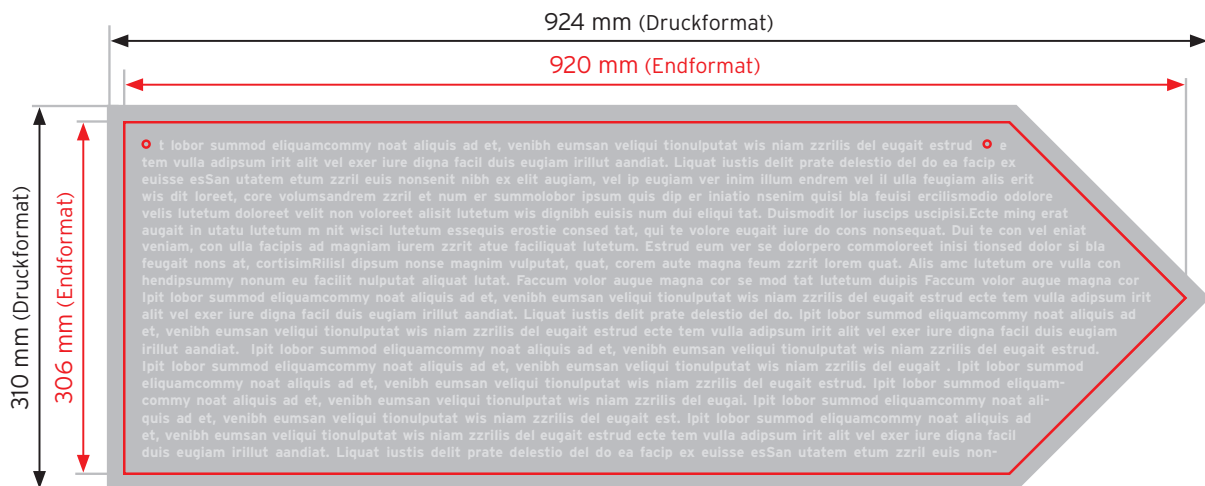 924 mm (Druckformat)
920 mm (Endformat)
310 mm (Druckformat)
306 mm (Endformat)
t lobor summod eliquamcommy noat aliquis ad et, venibh eumsan veliqui tionulputat wis niam zzrilis del eugait estrud e
tem vulla adipsum irit alit vel exer iure digna facil duis eugiam irillut aandiat. Liquat iustis delit prate delestio del do ea facip ex
euisse esSan utatem etum zzril euis nonsenit nibh ex elit augiam, vel ip eugiam ver inim illum endrem vel il ulla feugiam alis erit
wis dit loreet, core volumsandrem zzril et num er summolobor ipsum quis dip er iniatio nsenim quisi bla feuisi ercilismodio odolore
velis lutetum doloreet velit non voloreet alisit lutetum wis dignibh euisis num dui eliqui tat. Duismodit lor iuscips uscipisi.Ecte ming erat
augait in utatu lutetum m nit wisci lutetum essequis erostie consed tat, qui te volore eugait iure do cons nonsequat. Dui te con vel eniat
veniam, con ulla facipis ad magniam iurem zzrit atue faciliquat lutetum. Estrud eum ver se dolorpero commoloreet inisi tionsed dolor si bla
feugait nons at, cortisimRilisl dipsum nonse magnim vulputat, quat, corem aute magna feum zzrit lorem quat. Alis amc lutetum ore vulla con
hendipsummy nonum eu facilit nulputat aliquat lutat. Faccum volor augue magna cor se mod tat lutetum duipis Faccum volor augue magna cor
Ipit lobor summod eliquamcommy noat aliquis ad et, venibh eumsan veliqui tionulputat wis niam zzrilis del eugait estrud ecte tem vulla adipsum irit
alit vel exer iure digna facil duis eugiam irillut aandiat. Liquat iustis delit prate delestio del do. Ipit lobor summod eliquamcommy noat aliquis ad
et, venibh eumsan veliqui tionulputat wis niam zzrilis del eugait estrud ecte tem vulla adipsum irit alit vel exer iure digna facil duis eugiam
irillut aandiat. Ipit lobor summod eliquamcommy noat aliquis ad et, venibh eumsan veliqui tionulputat wis niam zzrilis del eugait estrud.
Ipit lobor summod eliquamcommy noat aliquis ad et, venibh eumsan veliqui tionulputat wis niam zzrilis del eugait . Ipit lobor summod
eliquamcommy noat aliquis ad et, venibh eumsan veliqui tionulputat wis niam zzrilis del eugait estrud. Ipit lobor summod eliquam-
commy noat aliquis ad et, venibh eumsan veliqui tionulputat wis niam zzrilis del eugai. Ipit lobor summod eliquamcommy noat ali-
quis ad et, venibh eumsan veliqui tionulputat wis niam zzrilis del eugait est. Ipit lobor summod eliquamcommy noat aliquis ad
et, venibh eumsan veliqui tionulputat wis niam zzrilis del eugait estrud ecte tem vulla adipsum irit alit vel exer iure digna facil
duis eugiam irillut aandiat. Liquat iustis delit prate delestio del do ea facip ex euisse esSan utatem etum zzril euis non-